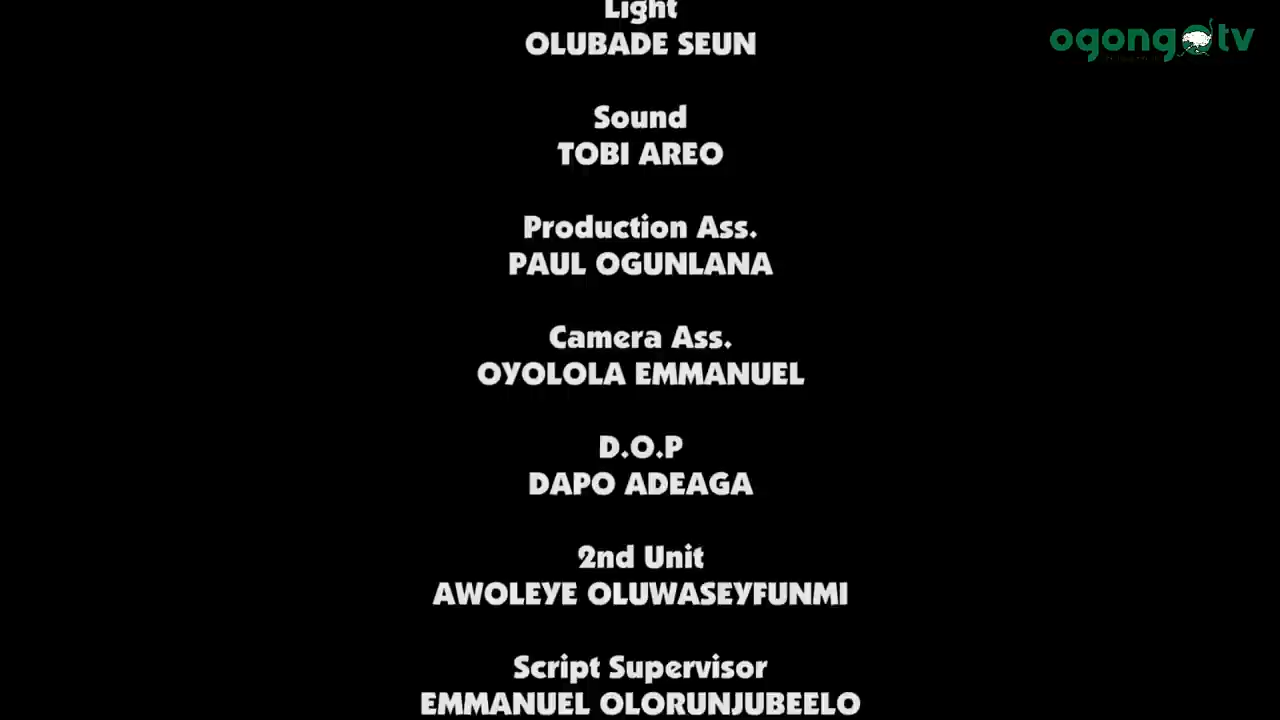 Light
OLUBADE SEUN
ogongotv
Sound
TOBI AREO
Production Ass.
PAUL OGUNLANA
Camera Ass.
OYOLOLA EMMANUEL
D.O.P
DAPO ADEAGA
2nd Unit
AWOLEYE OLUWASEYFUNMI
Script Supervisor
EMMANUEL OLORUNJUBEELO